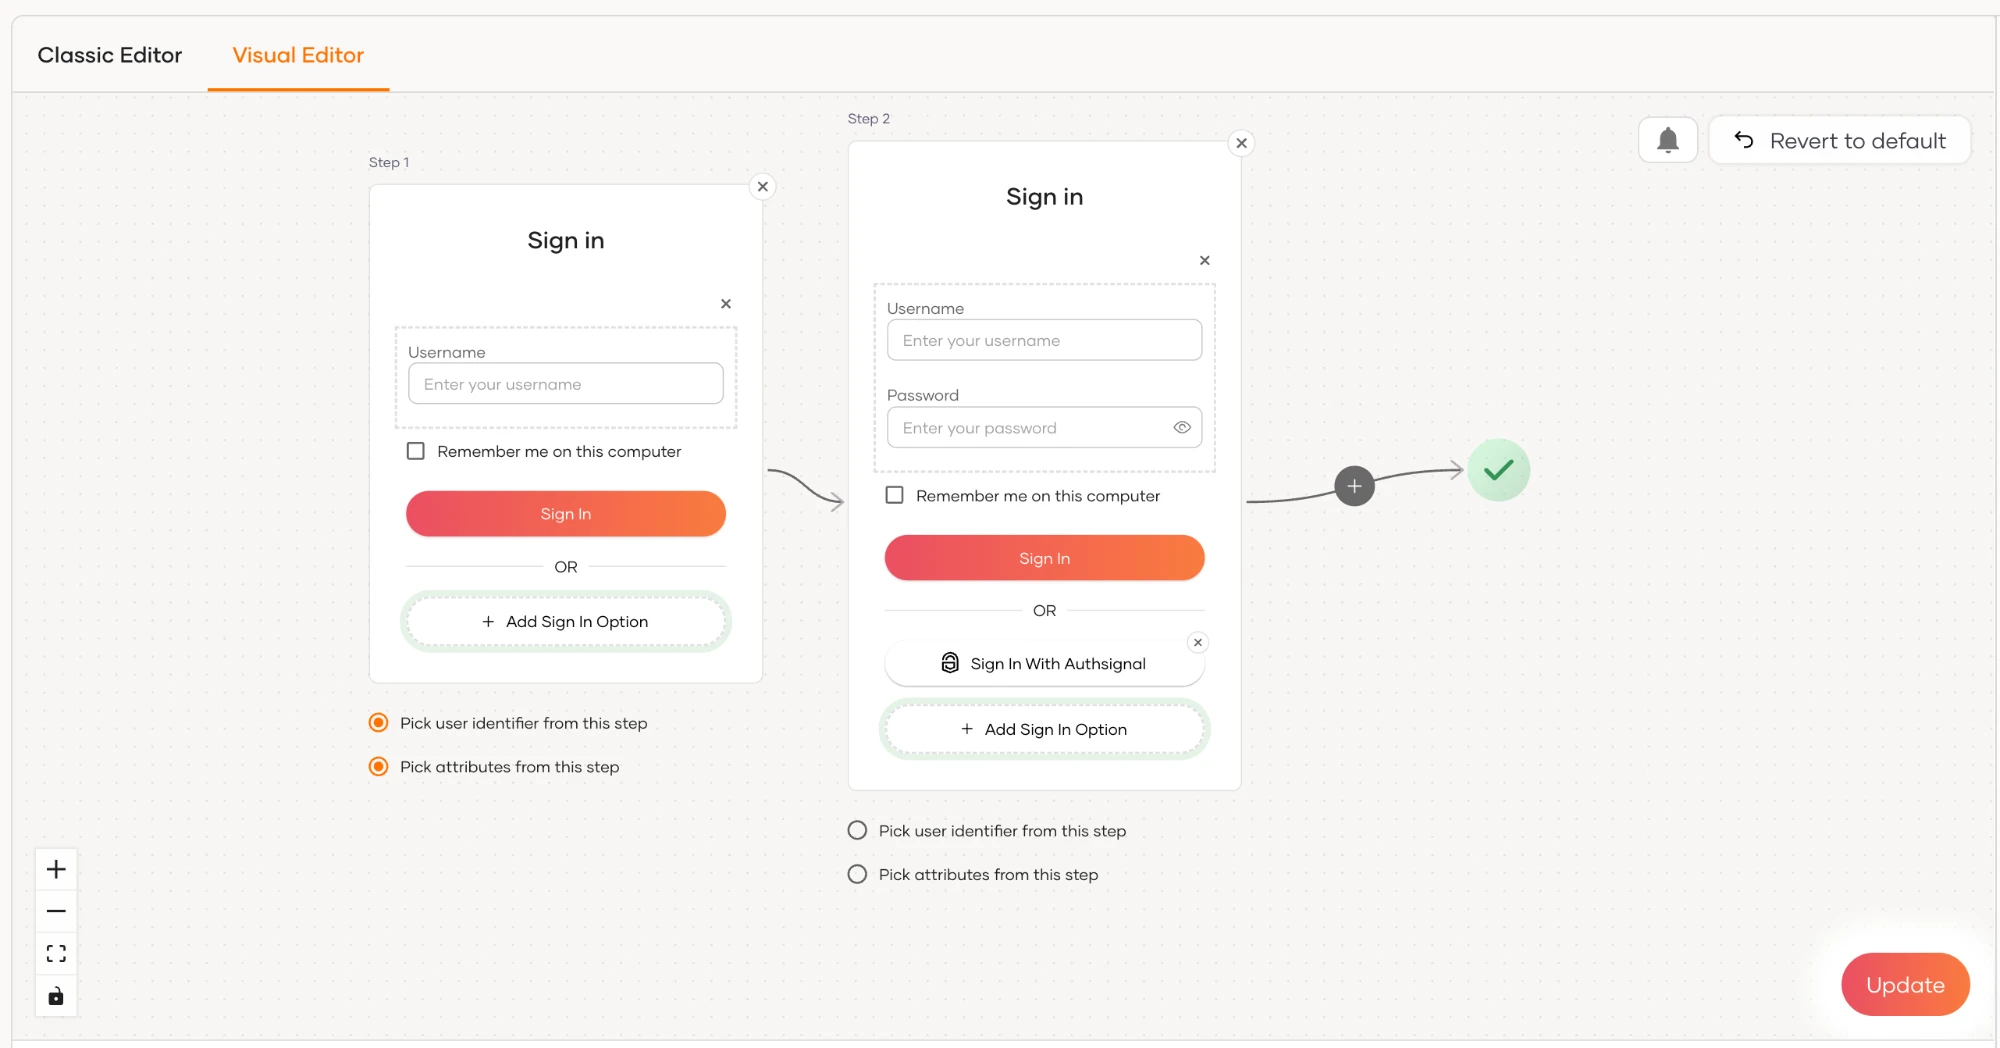 Classic Editor
Visual Editor
Revert to default
Step 1
Sign in
Username
Enter your username
Remember me on this computer
Sign In
OR
Add Sign In Option
Pick user identifier from this step
Pick attributes from this step
Step 2
Sign in
Username
Enter your username
Password
Enter your password
Remember me on this computer
Sign In
OR
Sign In With Authsignal
Add Sign In Option
Pick user identifier from this step
Pick attributes from this step
Update